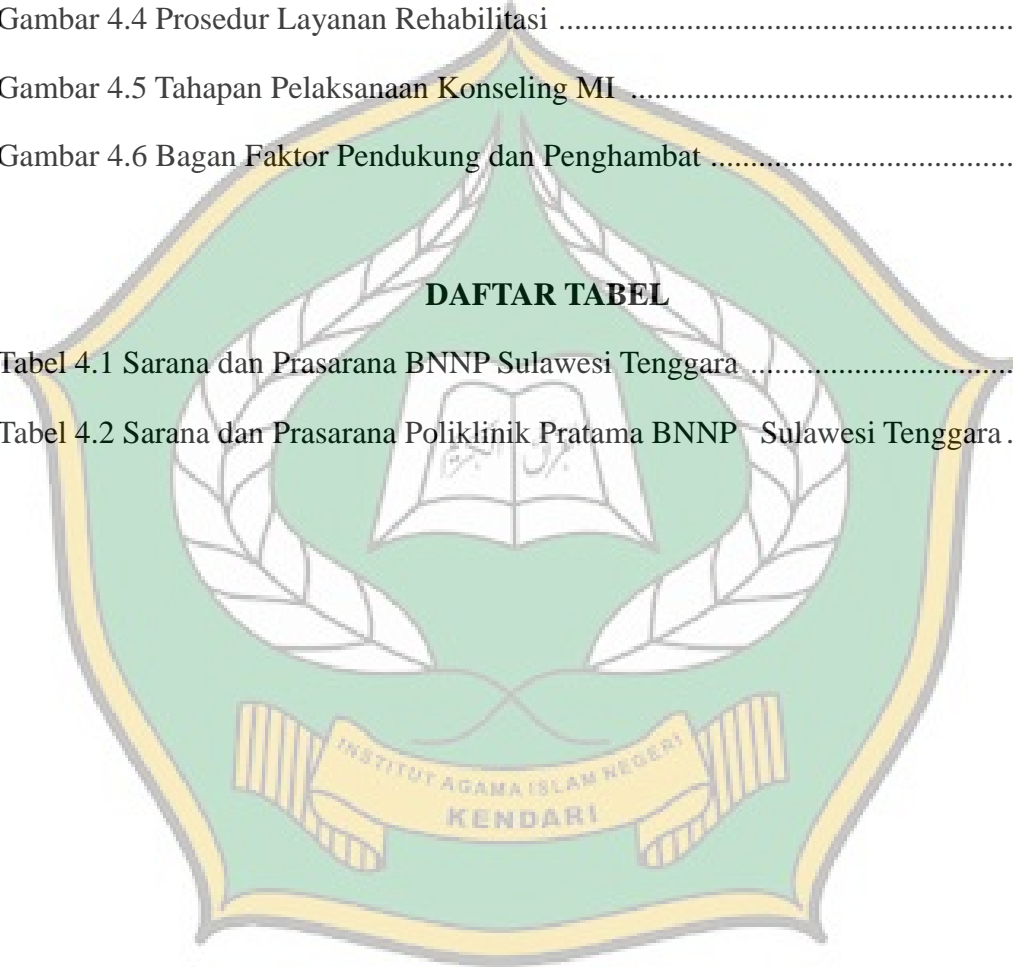 Gambar 4.4 Prosedur Layanan Rehabilitasi ......................................................
Gambar 4.5 Tahapan Pelaksanaan Konseling MI ..............................................
Gambar 4.6 Bagan Faktor Pendukung dan Penghambat ....................................
DAFTAR TABEL
Tabel 4.1 Sarana dan Prasarana BNNP Sulawesi Tenggara ...............................
Tabel 4.2 Sarana dan Prasarana Poliklinik Pratama BNNP Sulawesi Tenggara .
INSTITUT AGAMA ISLAM NEGERI
KENDARI